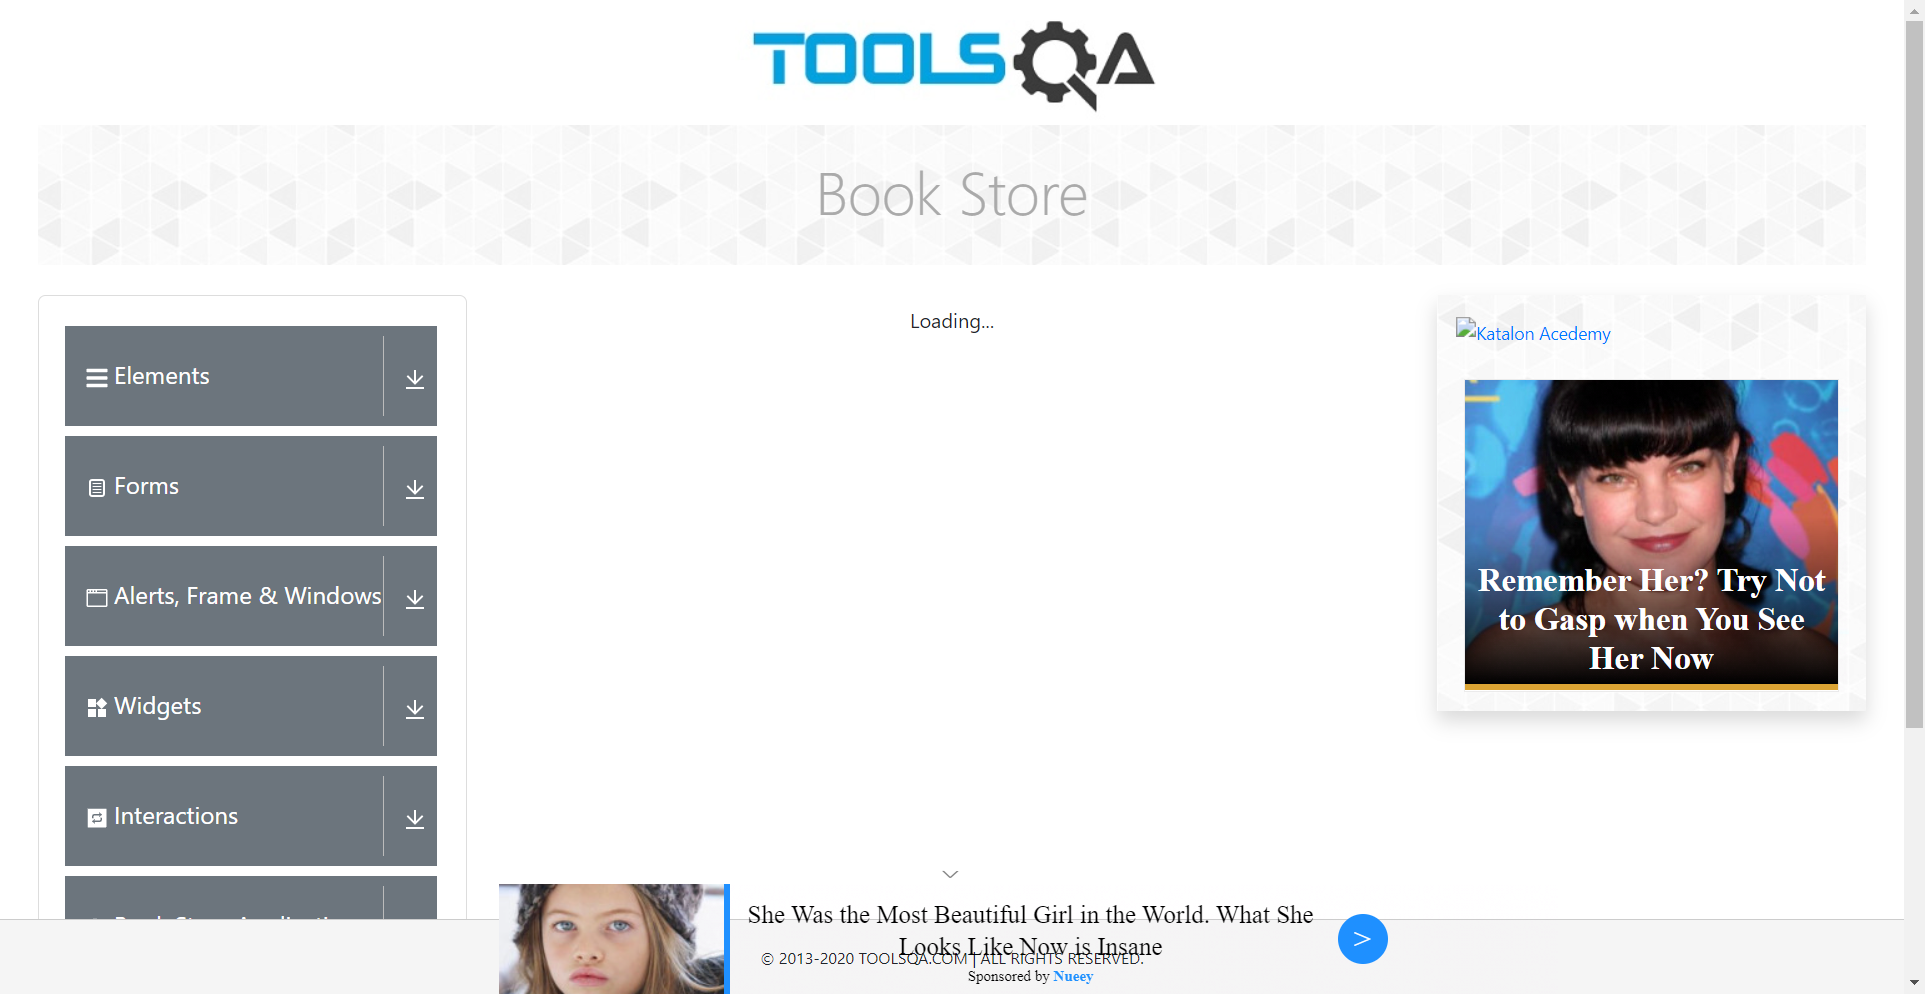 TOOLSQA
Book Store
Elements
Forms
Alerts, Frame & Windows
Widgets
Interactions
Loading...
Katalon Acedemy
Remember Her? Try Not
to Gasp when You See
Her Now
She Was the Most Beautiful Girl in the World. What She
Looks Like Now is Insane
© 2013-2020 TOOLSQA.COM | ALL RIGHTS RESERVED.
Sponsored by Nueey